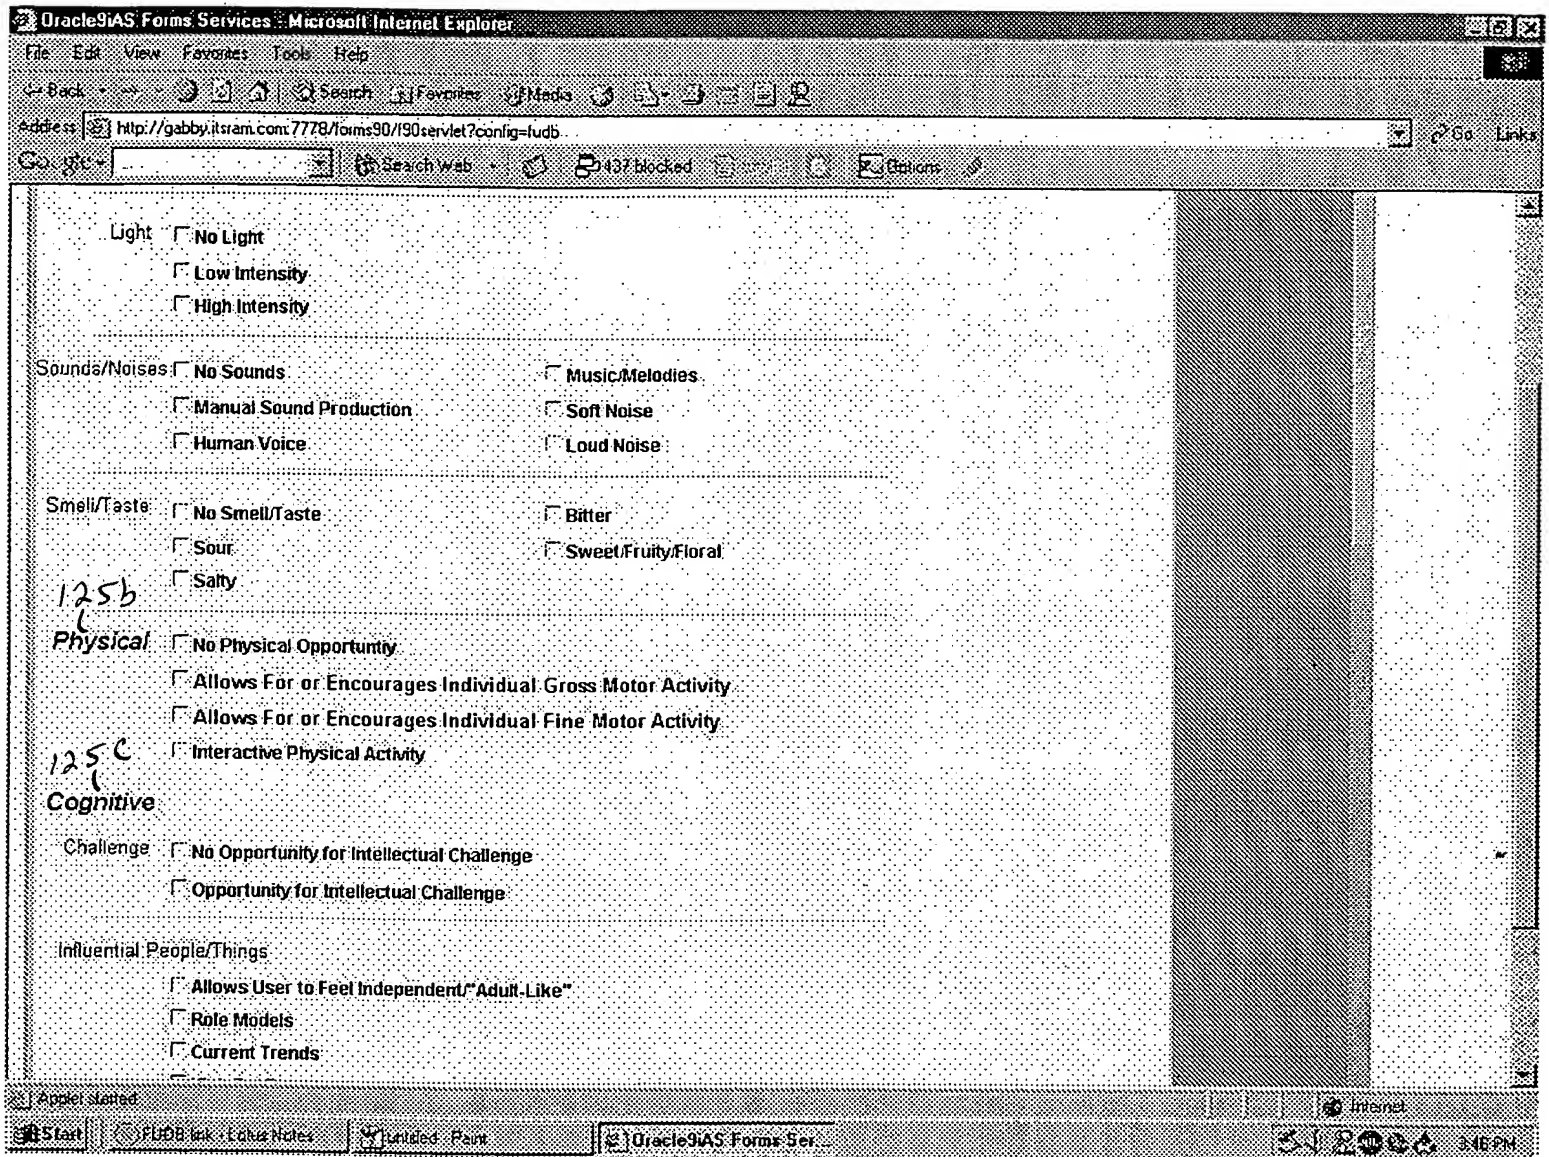 Oracle9iAS Forms Services - Microsoft Internet Explorer
File Edit View Favorites Tools Help
Back Search Favorites Media
Address http://gabby.itsram.com:7778/forms90/f90servlet?config=fudb Go Links
Google Search Web 437 blocked Options
Light No Light
Low Intensity
High Intensity
Sounds/Noises No Sounds Music/Melodies
Manual Sound Production Soft Noise
Human Voice Loud Noise
Smell/Taste No Smell/Taste Bitter
Sour Sweet/Fruity/Floral
Salty
125b
Physical No Physical Opportuntiy
Allows For or Encourages Individual Gross Motor Activity
Allows For or Encourages Individual Fine Motor Activity
Interactive Physical Activity
125c
Cognitive
Challenge No Opportunity for Intellectual Challenge
Opportunity for Intellectual Challenge
Influential People/Things
Allows User to Feel Independent/"Adult-Like"
Role Models
Current Trends
Applet started. Internet
Start FUDB link - Lotus Notes untitled - Paint Oracle9iAS Forms Ser... 3:46 PM